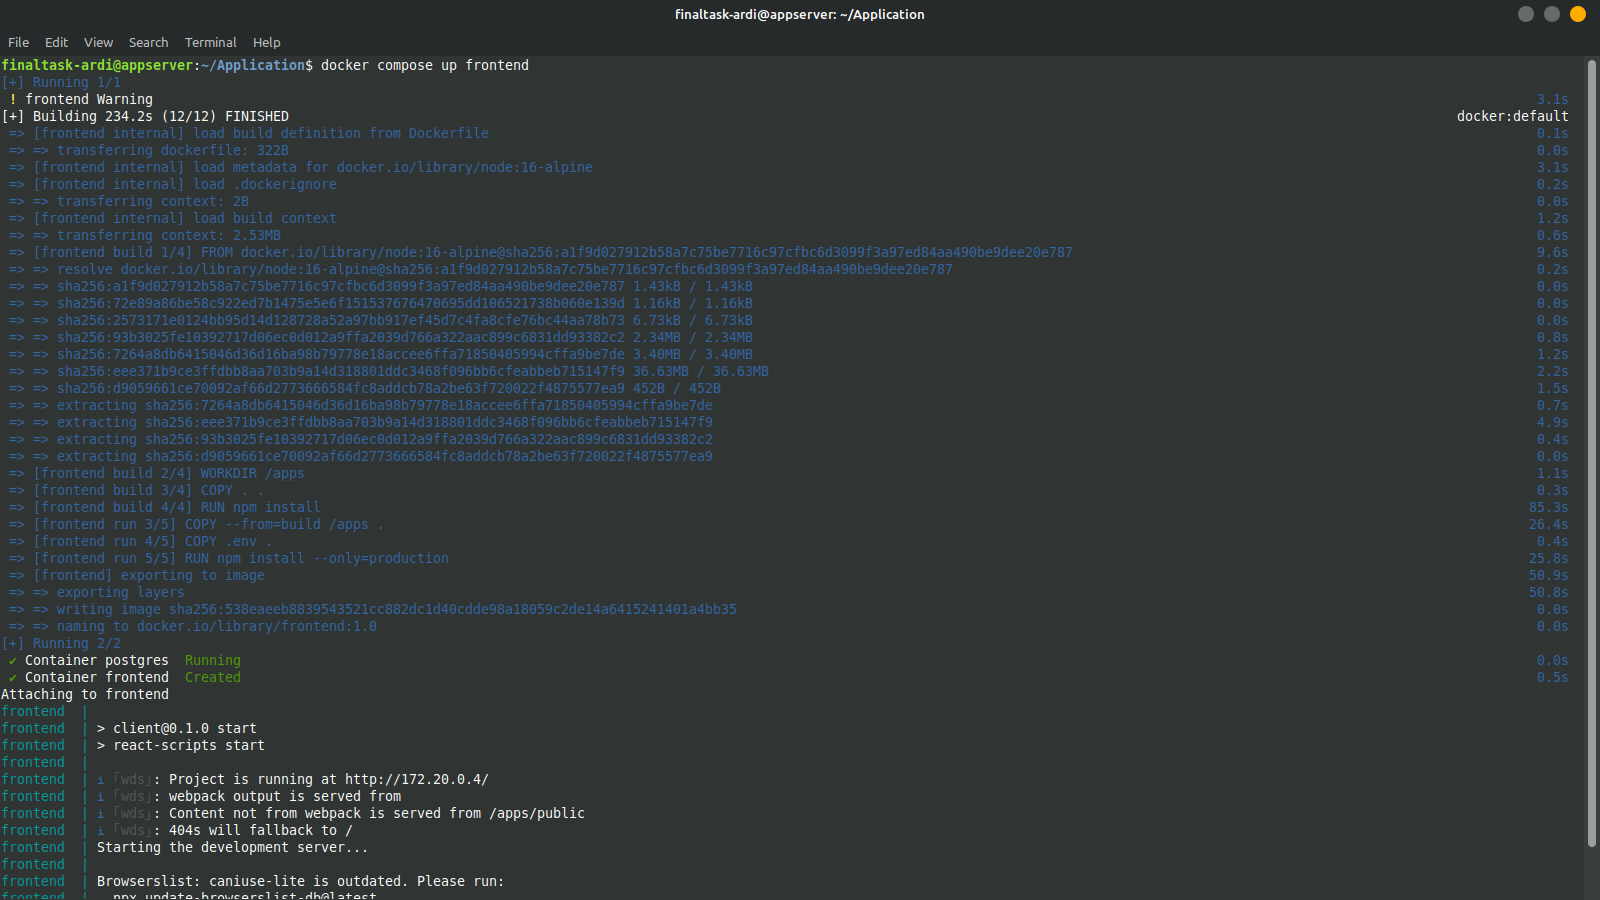 finaltask-ardi@appserver: ~/Application
File Edit View Search Terminal Help
finaltask-ardi@appserver:~/Application$ docker compose up frontend
[+] Running 1/1
! frontend Warning 3.1s
[+] Building 234.2s (12/12) FINISHED docker:default
=> [frontend internal] load build definition from Dockerfile 0.1s
=> => transferring dockerfile: 322B 0.0s
=> [frontend internal] load metadata for docker.io/library/node:16-alpine 3.1s
=> [frontend internal] load .dockerignore 0.2s
=> => transferring context: 2B 0.0s
=> [frontend internal] load build context 1.2s
=> => transferring context: 2.53MB 0.6s
=> [frontend build 1/4] FROM docker.io/library/node:16-alpine@sha256:a1f9d027912b58a7c75be7716c97cfbc6d3099f3a97ed84aa490be9dee20e787 9.6s
=> => resolve docker.io/library/node:16-alpine@sha256:a1f9d027912b58a7c75be7716c97cfbc6d3099f3a97ed84aa490be9dee20e787 0.2s
=> => sha256:a1f9d027912b58a7c75be7716c97cfbc6d3099f3a97ed84aa490be9dee20e787 1.43kB / 1.43kB 0.0s
=> => sha256:72e89a86be58c922ed7b1475e5e6f151537676470695dd106521738b060e139d 1.16kB / 1.16kB 0.0s
=> => sha256:2573171e0124bb95d14d128728a52a97bb917ef45d7c4fa8cfe76bc44aa78b73 6.73kB / 6.73kB 0.0s
=> => sha256:93b3025fe10392717d06ec0d012a9ffa2039d766a322aac899c6831dd93382c2 2.34MB / 2.34MB 0.8s
=> => sha256:7264a8db6415046d36d16ba98b79778e18accee6ffa71850405994cffa9be7de 3.40MB / 3.40MB 1.2s
=> => sha256:eee371b9ce3ffdbb8aa703b9a14d318801ddc3468f096bb6cfeabbeb715147f9 36.63MB / 36.63MB 2.2s
=> => sha256:d9059661ce70092af66d2773666584fc8addcb78a2be63f720022f4875577ea9 452B / 452B 1.5s
=> => extracting sha256:7264a8db6415046d36d16ba98b79778e18accee6ffa71850405994cffa9be7de 0.7s
=> => extracting sha256:eee371b9ce3ffdbb8aa703b9a14d318801ddc3468f096bb6cfeabbeb715147f9 4.9s
=> => extracting sha256:93b3025fe10392717d06ec0d012a9ffa2039d766a322aac899c6831dd93382c2 0.4s
=> => extracting sha256:d9059661ce70092af66d2773666584fc8addcb78a2be63f720022f4875577ea9 0.0s
=> [frontend build 2/4] WORKDIR /apps 1.1s
=> [frontend build 3/4] COPY . . 0.3s
=> [frontend build 4/4] RUN npm install 85.3s
=> [frontend run 3/5] COPY --from=build /apps . 26.4s
=> [frontend run 4/5] COPY .env . 0.4s
=> [frontend run 5/5] RUN npm install --only=production 25.8s
=> [frontend] exporting to image 50.9s
=> => exporting layers 50.8s
=> => writing image sha256:538eaeeb8839543521cc882dc1d40cdde98a18059c2de14a6415241401a4bb35 0.0s
=> => naming to docker.io/library/frontend:1.0 0.0s
[+] Running 2/2
✔ Container postgres Running 0.0s
✔ Container frontend Created 0.5s
Attaching to frontend
frontend |
frontend | > client@0.1.0 start
frontend | > react-scripts start
frontend |
frontend | ℹ ｢wds｣: Project is running at http://172.20.0.4/
frontend | ℹ ｢wds｣: webpack output is served from
frontend | ℹ ｢wds｣: Content not from webpack is served from /apps/public
frontend | ℹ ｢wds｣: 404s will fallback to /
frontend | Starting the development server...
frontend |
frontend | Browserslist: caniuse-lite is outdated. Please run:
frontend | npx update-browserslist-db@latest